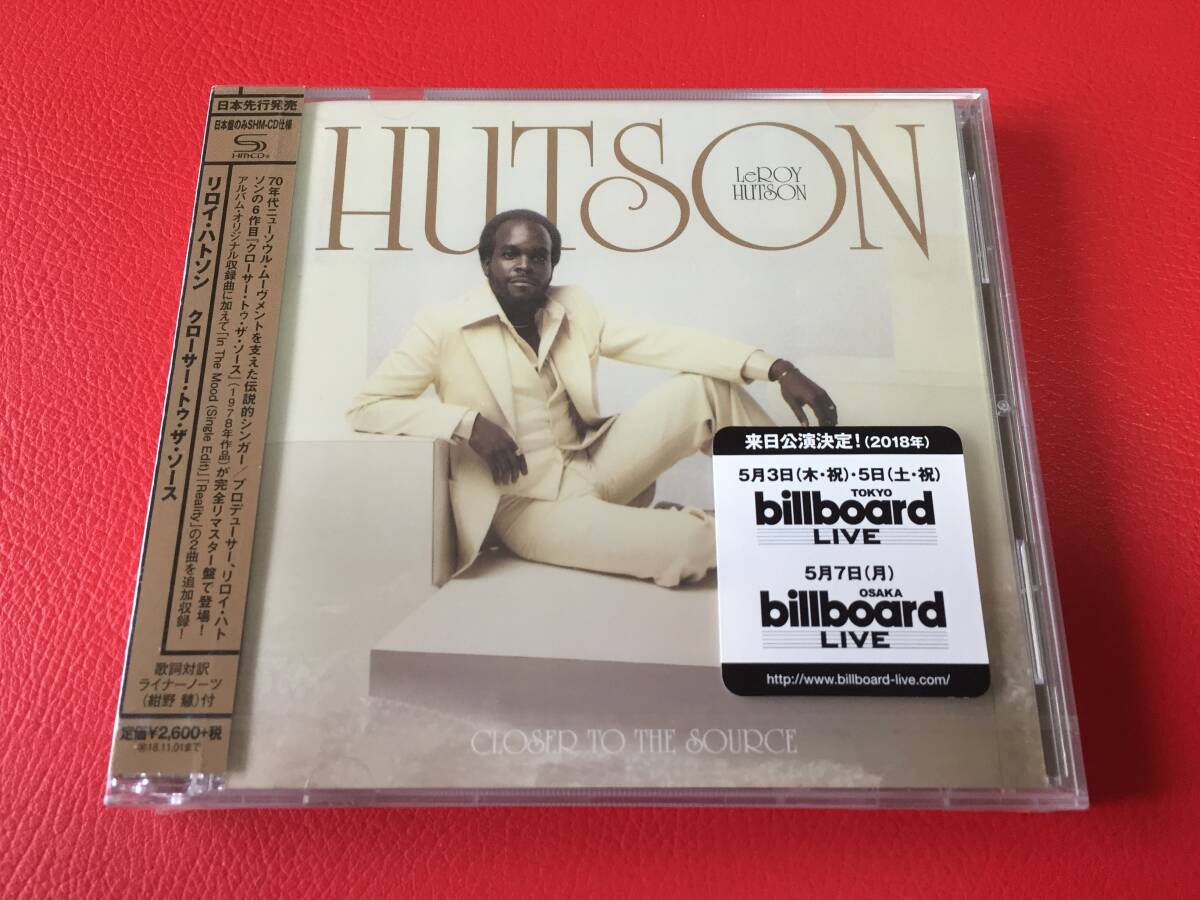 日本先行発売
日本盤のみSHM-CD仕様
SHM-CD
70年代ニューソウル・ムーヴメントを支えた伝説的シンガー/プロデューサー、リロイ・ハト
ソンの6作目『クローサー・トゥ・ザ・ソース』(1978年作品)が完全リマスター盤で登場!
アルバム・オリジナル収録曲に加えて「In The Mood (Single Edit)」「Reality」の2曲を追加収録!
リロイ・ハトソン クローサー・トゥ・ザ・ソース
歌詞対訳
ライナーノーツ
(紺野 慧)付
定価¥2,600+税
18.11.01まで
HUTSON
LeROY
HUTSON
来日公演決定!(2018年)
5月3日(木・祝)・5日(土・祝)
TOKYO
billboard
LIVE
5月7日(月)
OSAKA
billboard
LIVE
http://www.billboard-live.com/
CLOSER TO THE SOURCE